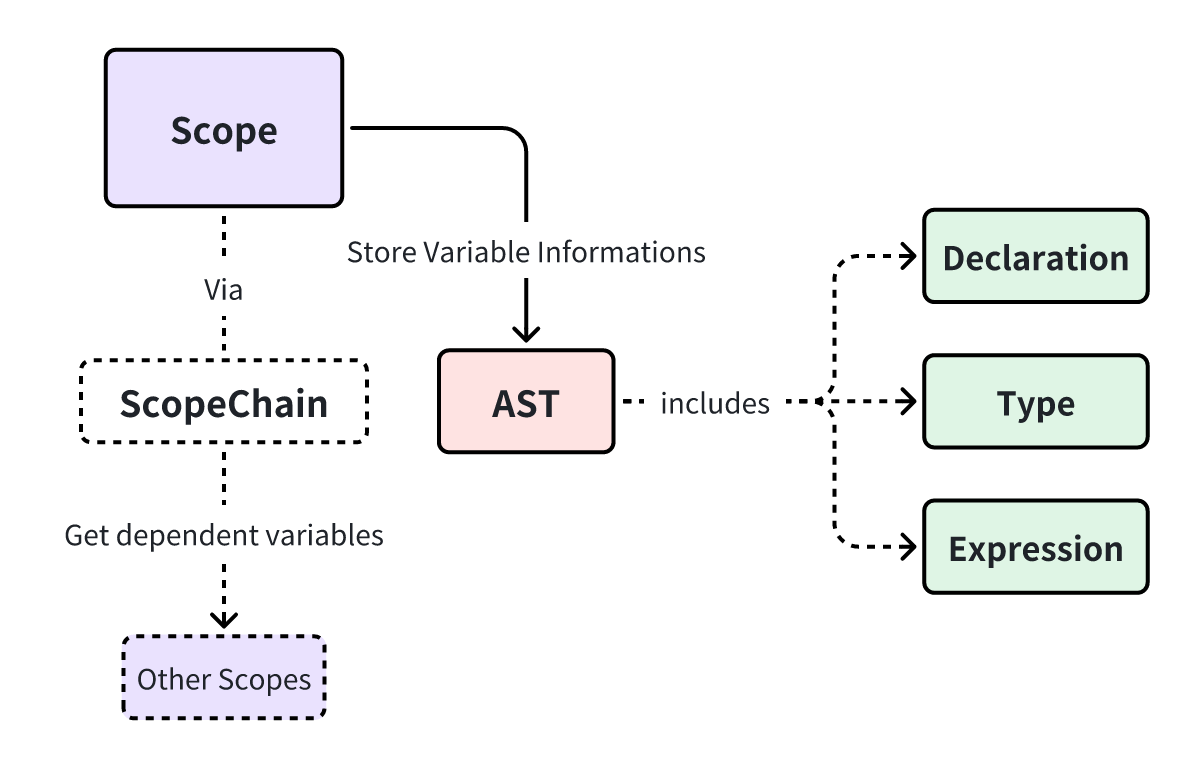 Scope
Store Variable Informations
Via
ScopeChain
Get dependent variables
Other Scopes
AST
includes
Declaration
Type
Expression